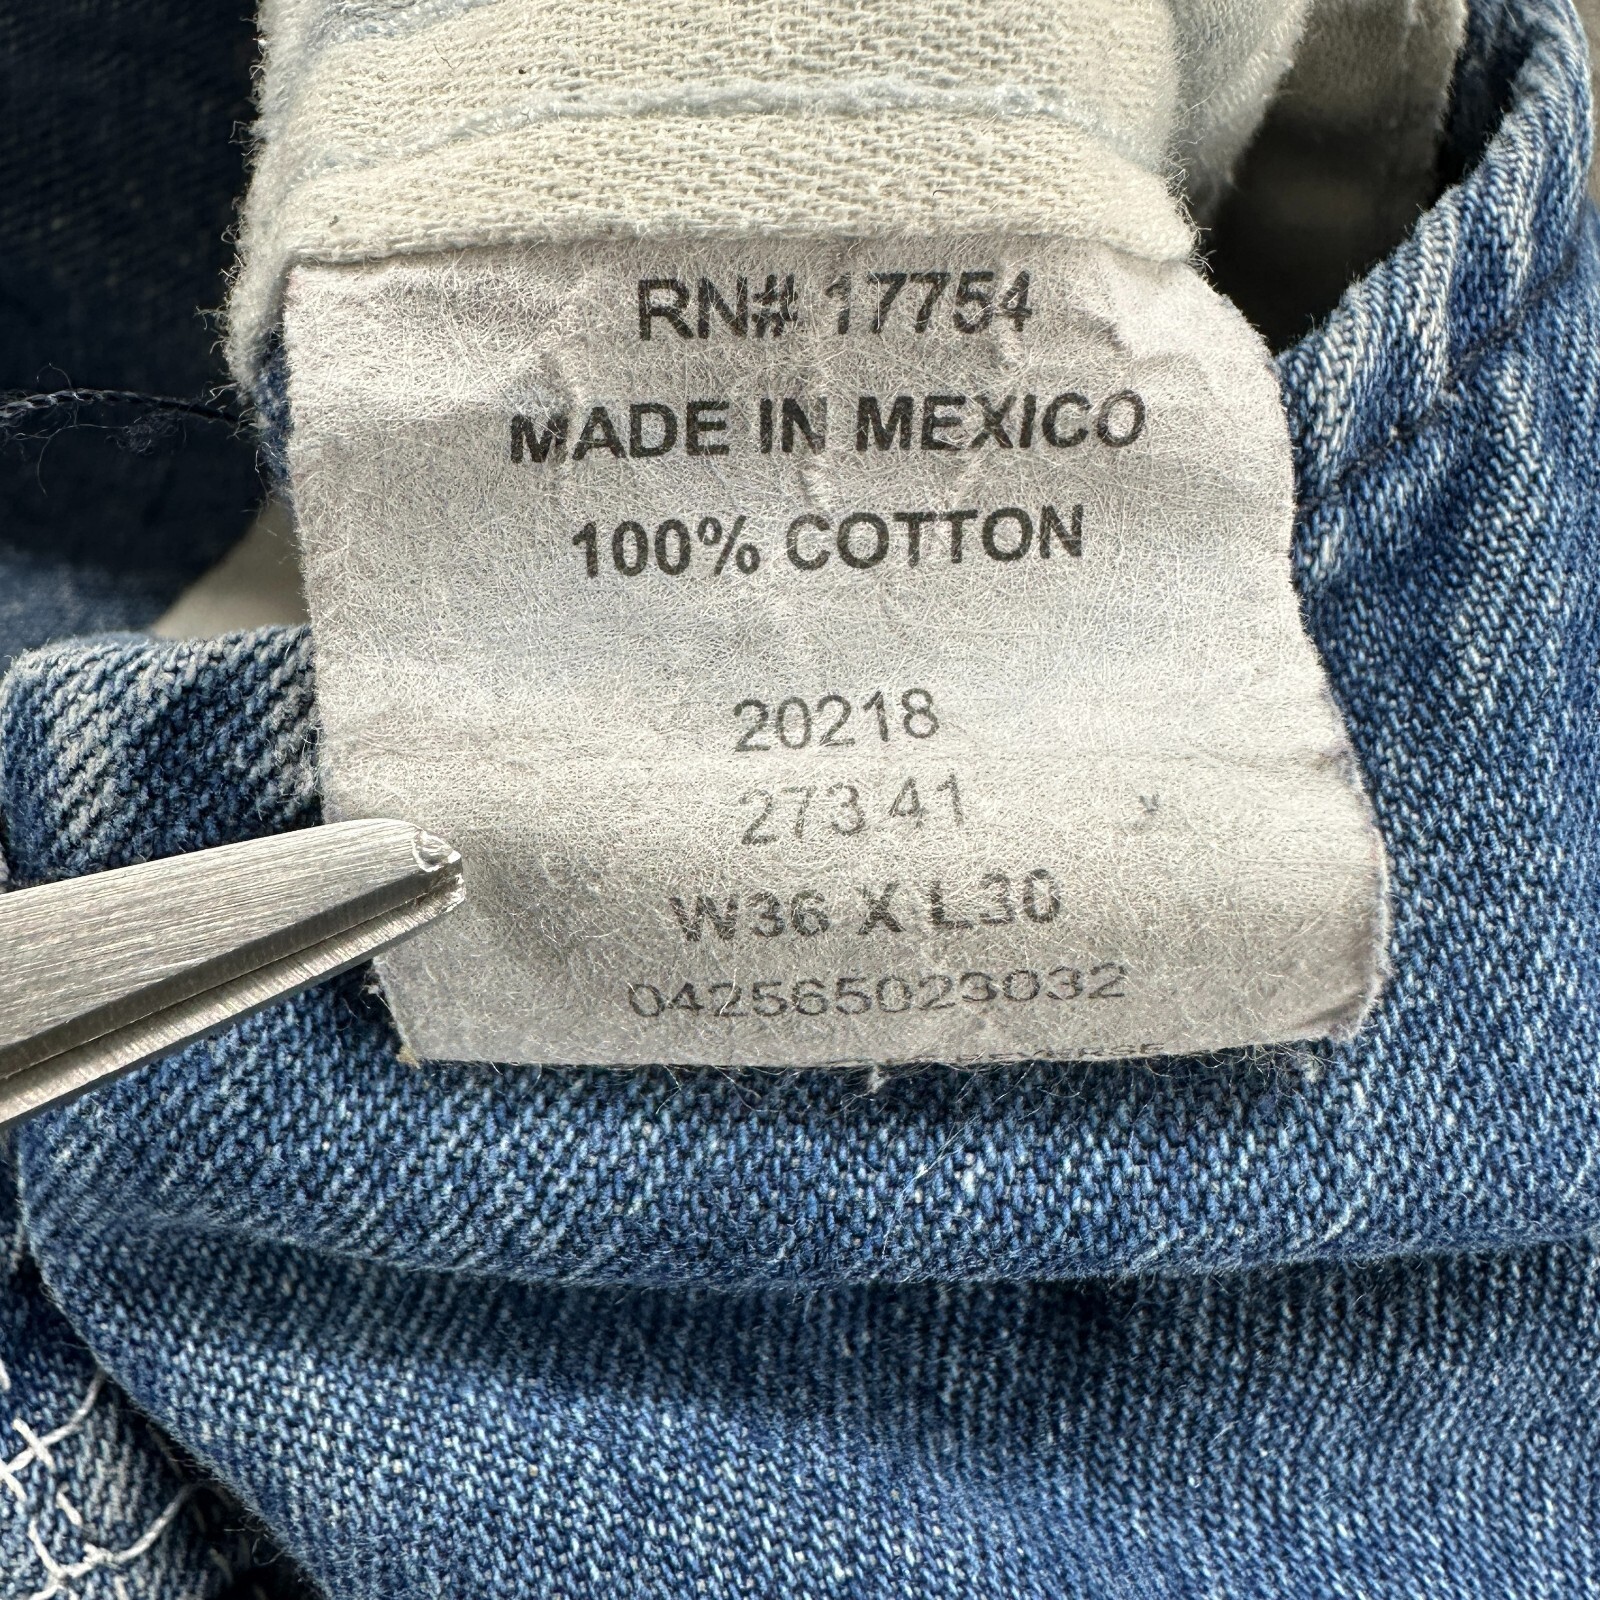 RN# 17754
MADE IN MEXICO
100% COTTON
20218
273 41
W36 X L30
042565023032